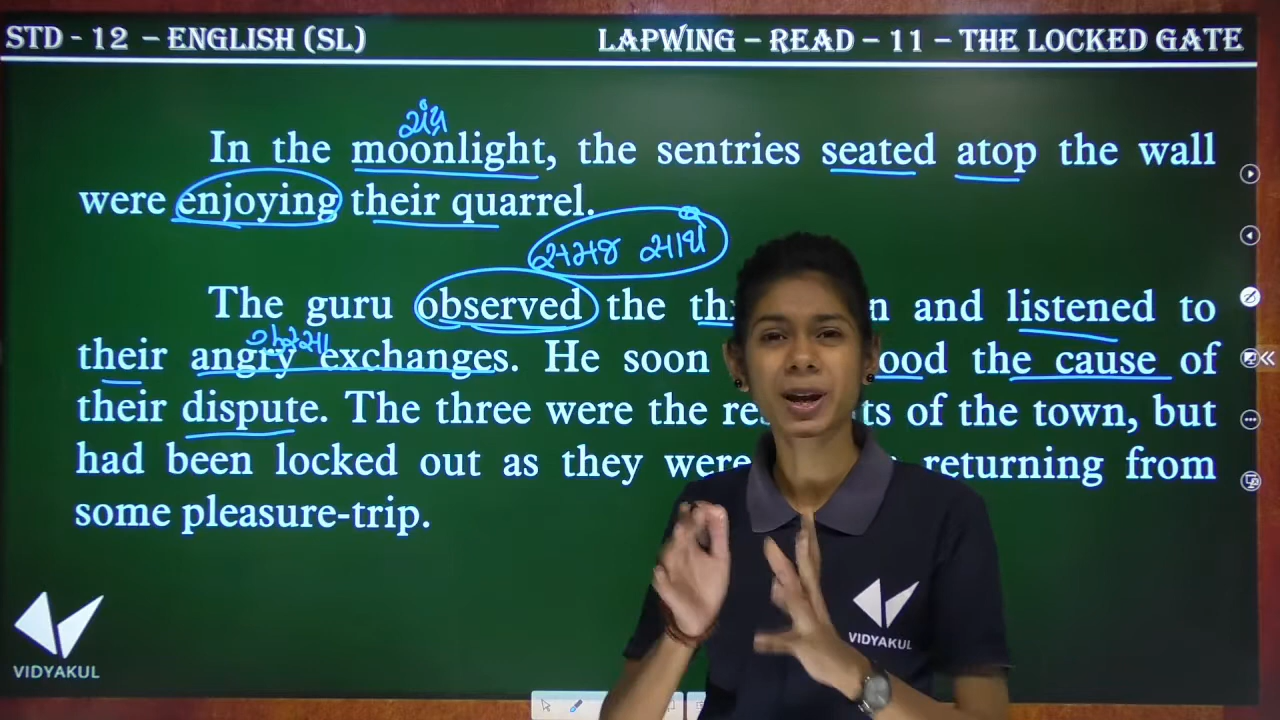 STD - 12 – ENGLISH (SL)
LAPWING – READ – 11 – THE LOCKED GATE
In the moonlight, the sentries seated atop the wall
were enjoying their quarrel.
સમજ સાથે
The guru observed the n and listened to
their angry exchanges. He soon ood the cause of
their dispute. The three were the res ts of the town, but
had been locked out as they were returning from
some pleasure-trip.
VIDYAKUL
VIDYAKUL